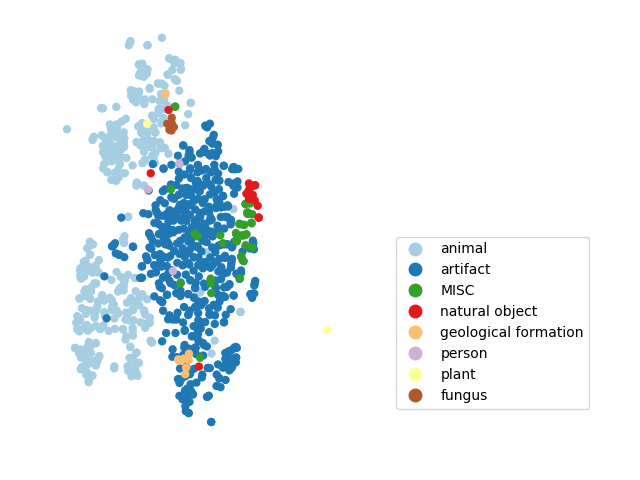 animal
artifact
MISC
natural object
geological formation
person
plant
fungus